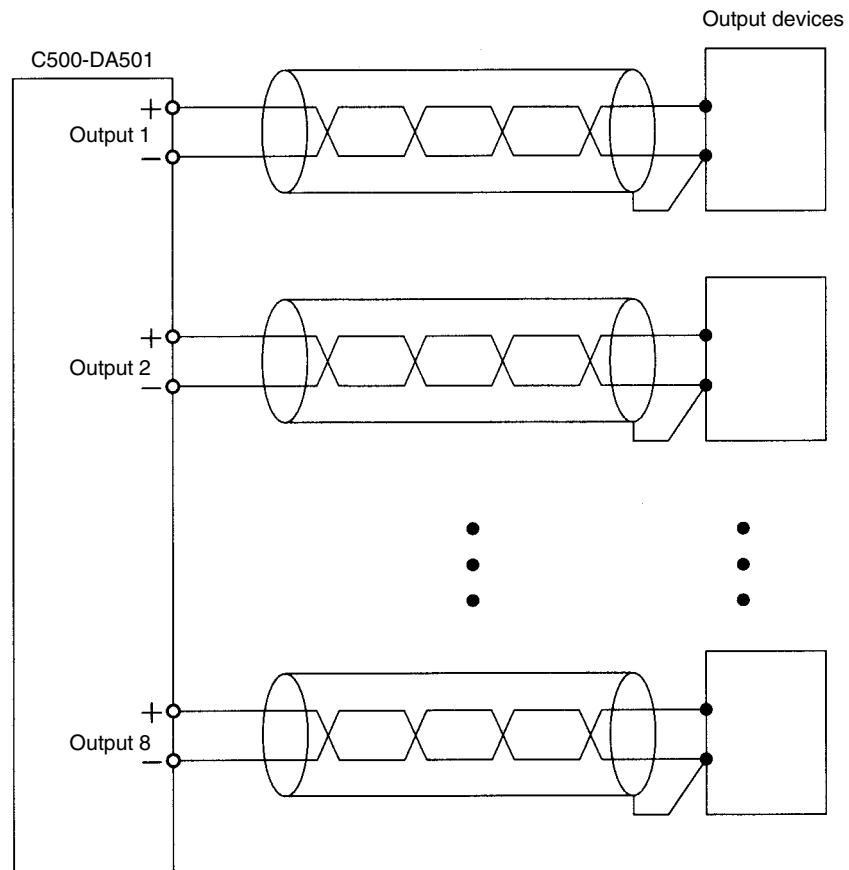 Output devices
C500-DA501
+
Output 1
–
+
Output 2
–
+
Output 8
–